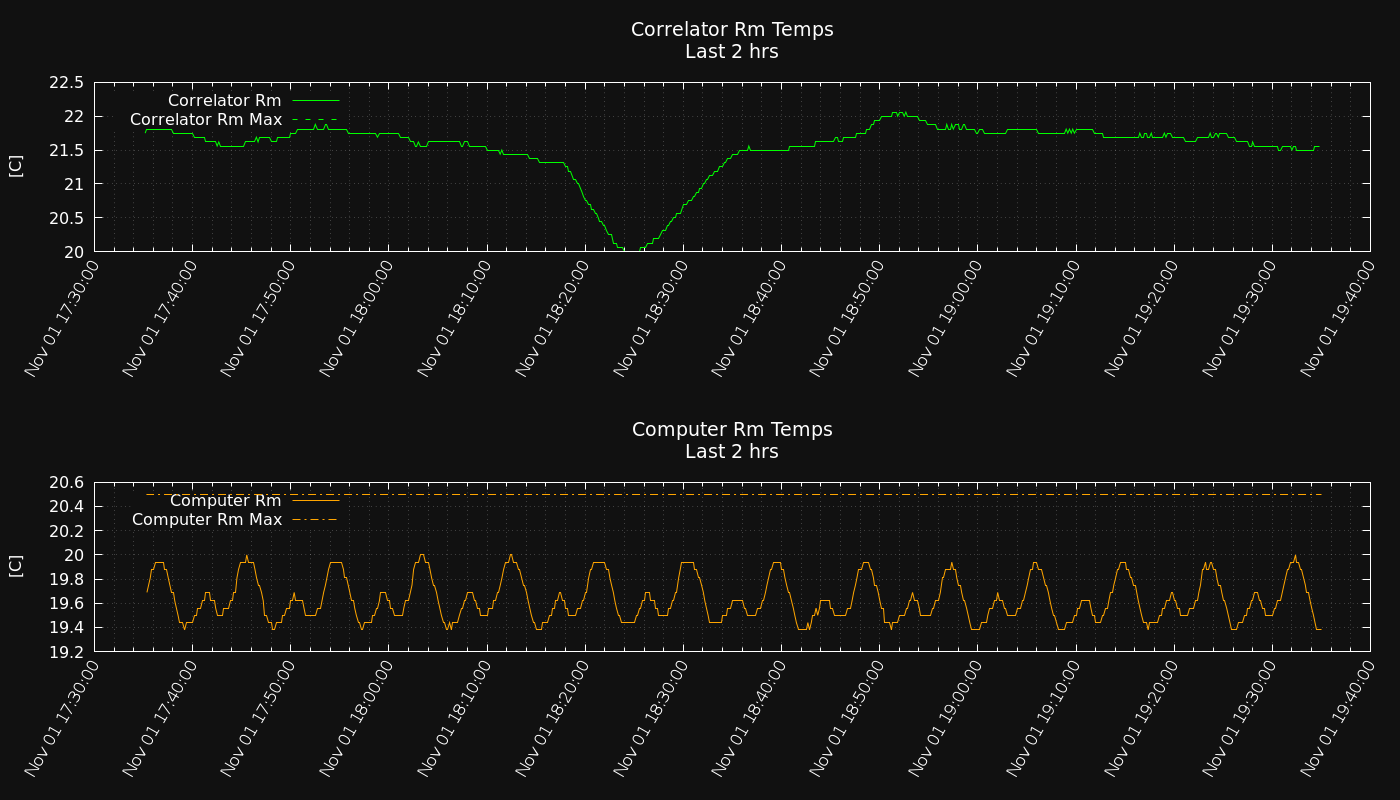 Correlator Rm Temps
Last 2 hrs
22.5
22
21.5
21
20.5
20
[C]
Correlator Rm
Correlator Rm Max
Nov 01 17:30:00
Nov 01 17:40:00
Nov 01 17:50:00
Nov 01 18:00:00
Nov 01 18:10:00
Nov 01 18:20:00
Nov 01 18:30:00
Nov 01 18:40:00
Nov 01 18:50:00
Nov 01 19:00:00
Nov 01 19:10:00
Nov 01 19:20:00
Nov 01 19:30:00
Nov 01 19:40:00
Computer Rm Temps
Last 2 hrs
20.6
20.4
20.2
20
19.8
19.6
19.4
19.2
[C]
Computer Rm
Computer Rm Max
Nov 01 17:30:00
Nov 01 17:40:00
Nov 01 17:50:00
Nov 01 18:00:00
Nov 01 18:10:00
Nov 01 18:20:00
Nov 01 18:30:00
Nov 01 18:40:00
Nov 01 18:50:00
Nov 01 19:00:00
Nov 01 19:10:00
Nov 01 19:20:00
Nov 01 19:30:00
Nov 01 19:40:00